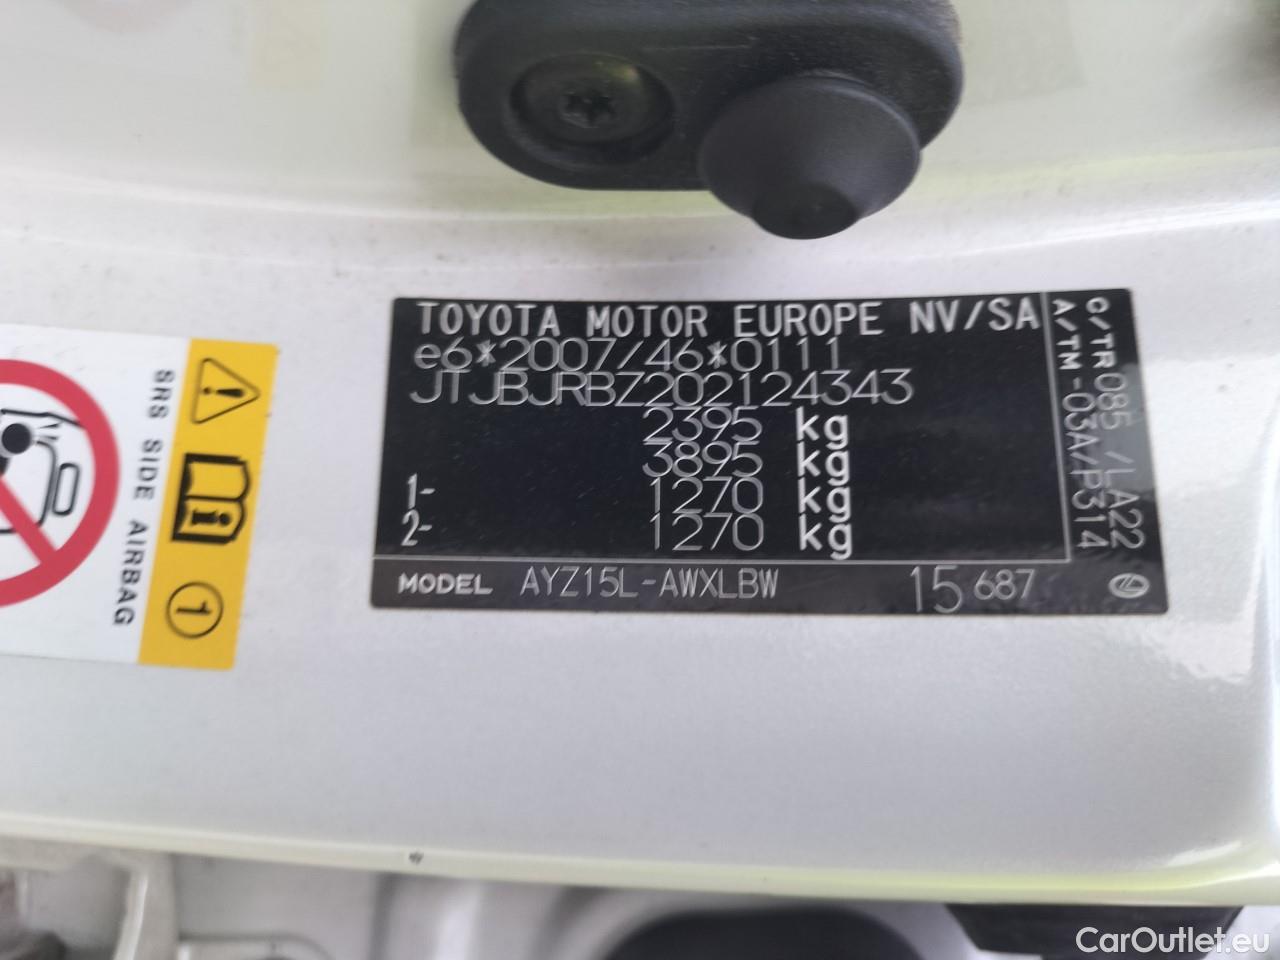 TOYOTA MOTOR EUROPE NV/SA
e6*2007/46*0111
JTJBJRBZ202124343
2395 kg
3895 kg
1- 1270 kg
2- 1270 kg
MODEL AYZ15L-AWXLBW 15 687
C/TR 085 /LA22
A/TM -03A/P314
SRS SIDE AIRBAG
1
CarOutlet.eu